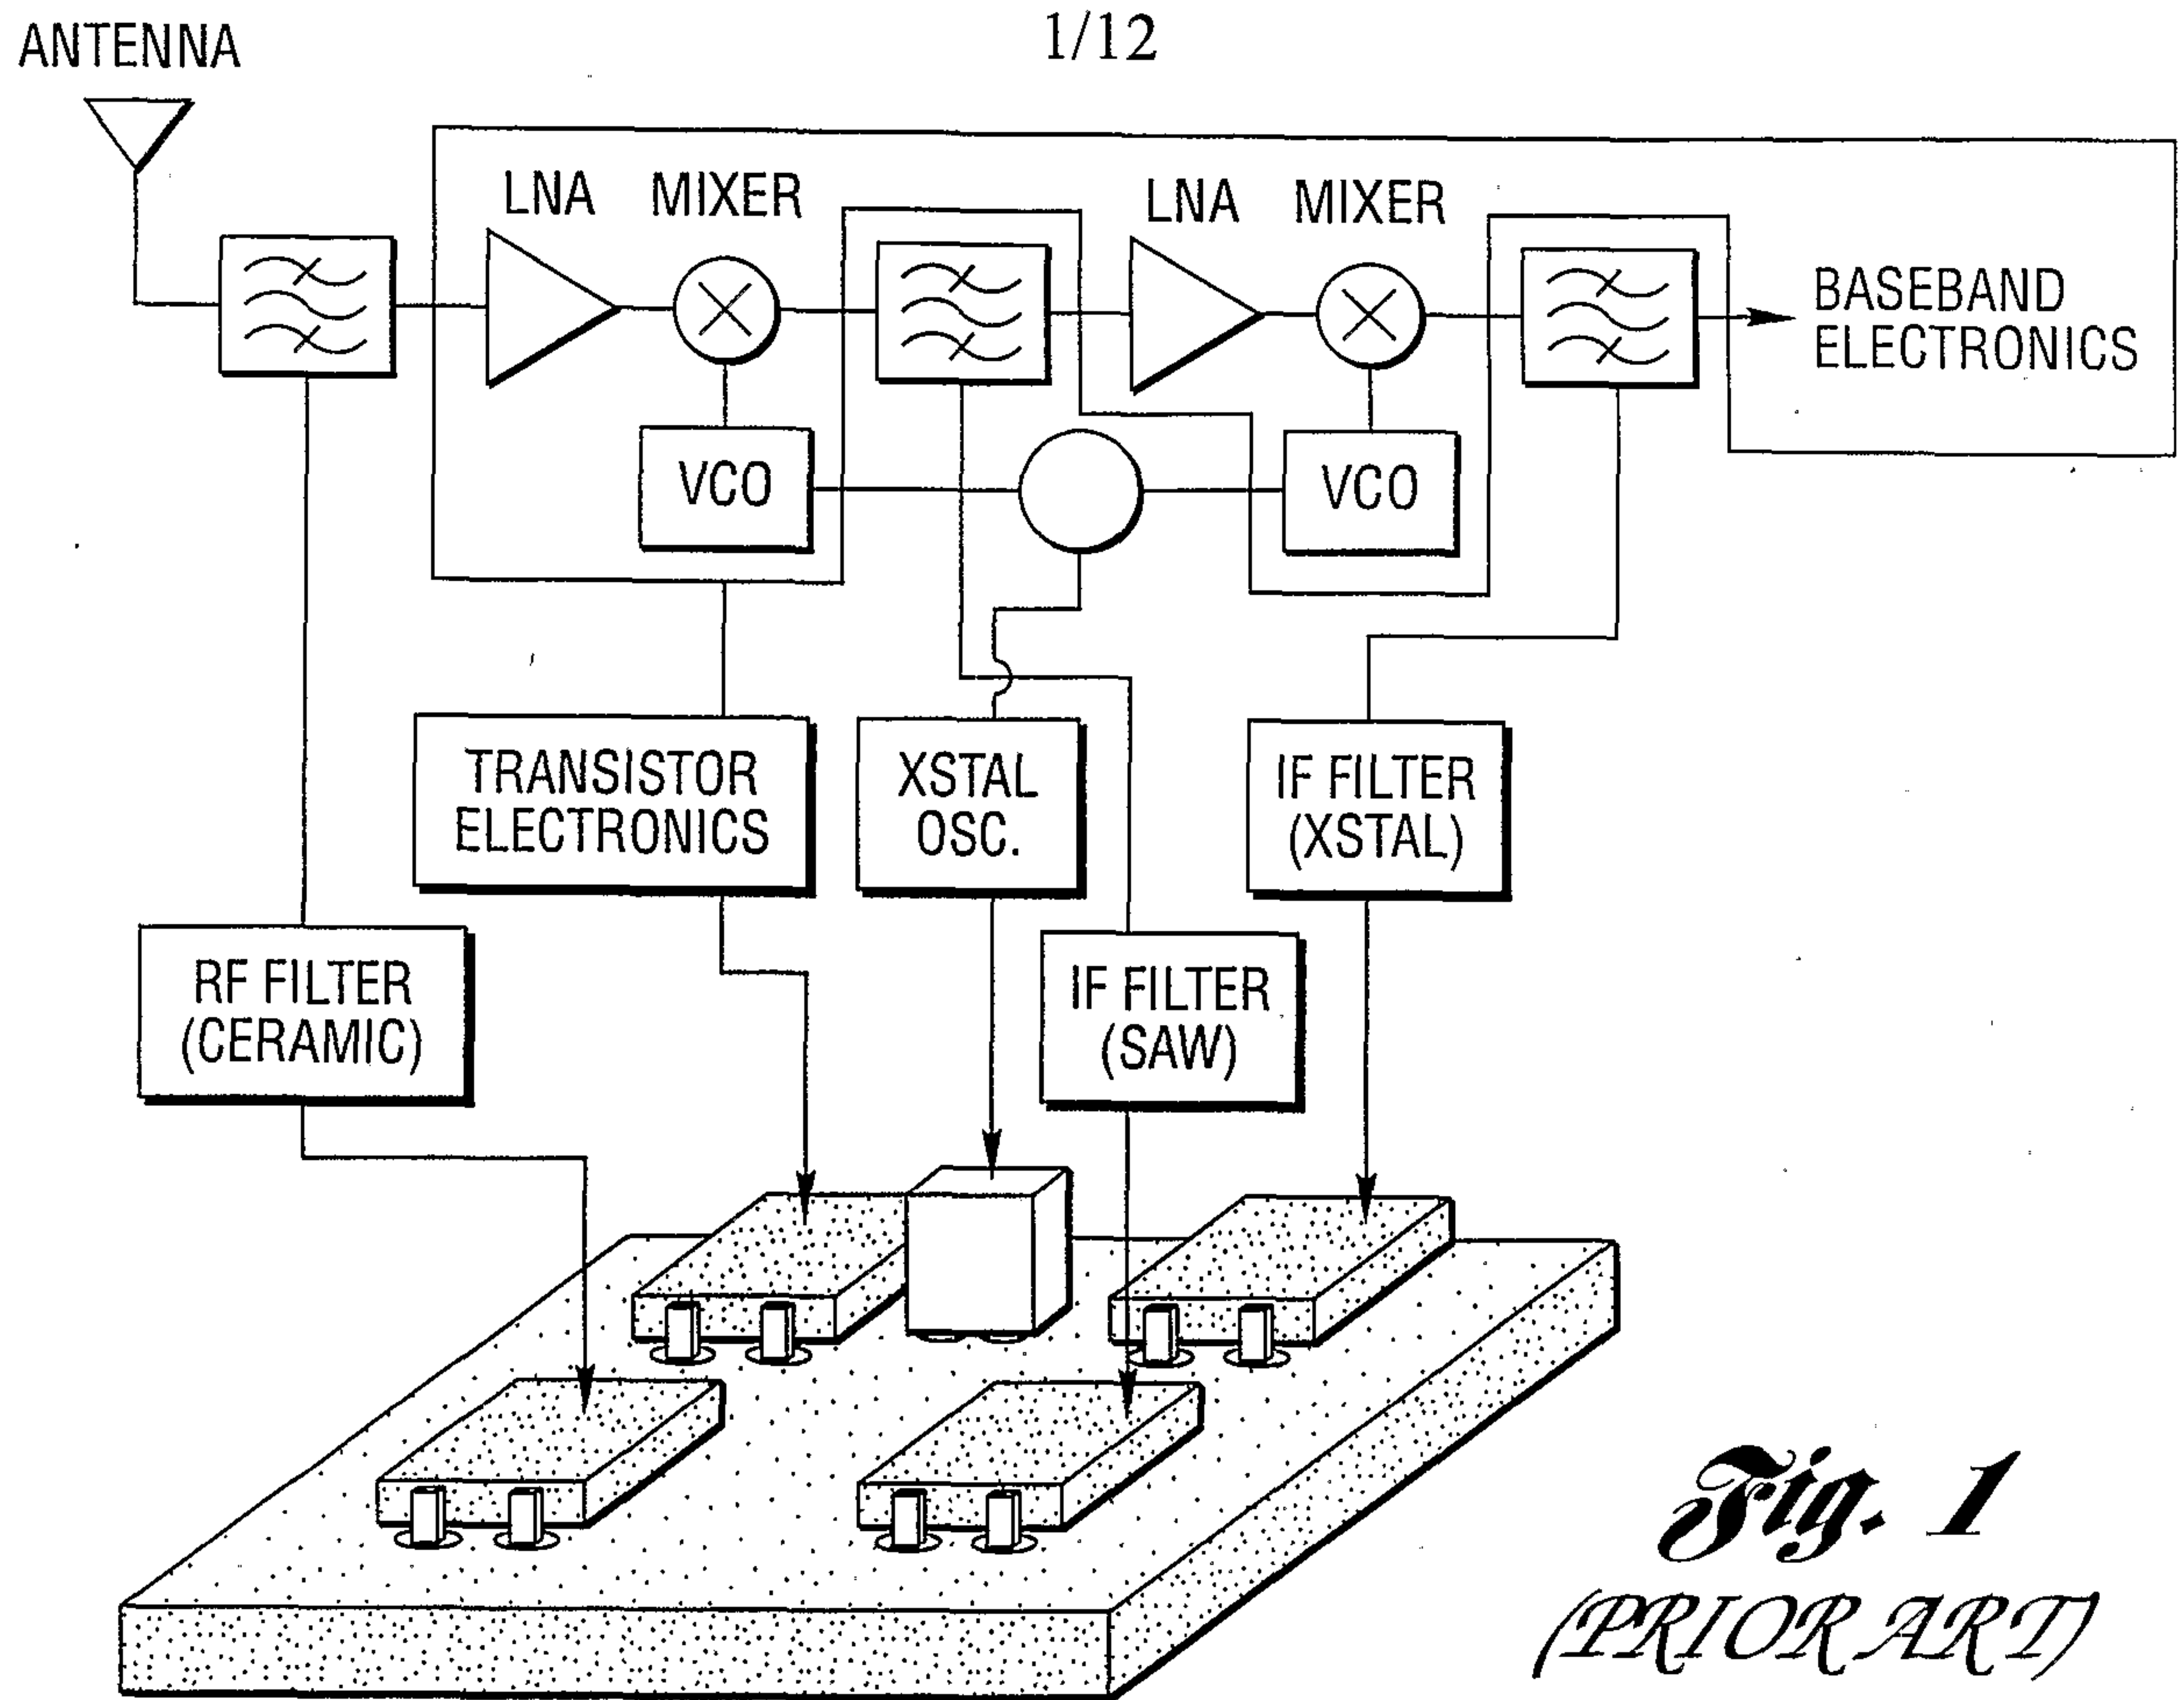 1/12
ANTENNA
LNA MIXER LNA MIXER
BASEBAND
ELECTRONICS
VCO VCO
TRANSISTOR
ELECTRONICS
XSTAL
OSC.
IF FILTER
(XSTAL)
RF FILTER
(CERAMIC)
IF FILTER
(SAW)
Fig. 1
(PRIOR ART)